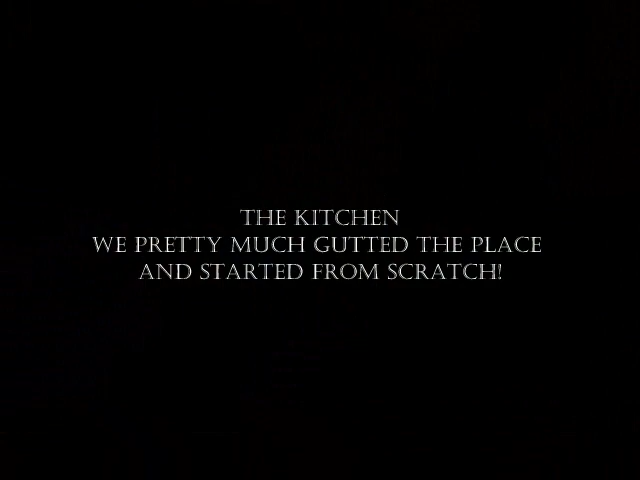 THE KITCHEN
WE PRETTY MUCH GUTTED THE PLACE
AND STARTED FROM SCRATCH!